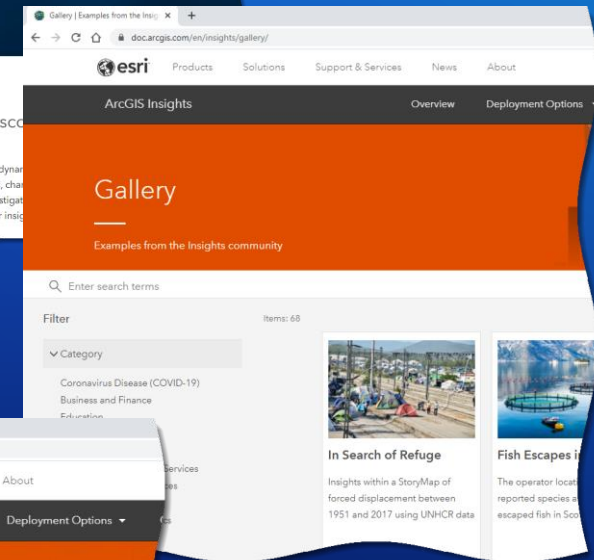 Gallery | Examples from the Insig
doc.arcgis.com/en/insights/gallery/
esri Products Solutions Support & Services News About
ArcGIS Insights Overview Deployment Options
Gallery
Examples from the Insights community
Enter search terms
Filter
Items: 68
Category
Coronavirus Disease (COVID-19)
Business and Finance
Education
Services
In Search of Refuge
Insights within a StoryMap of
forced displacement between
1951 and 2017 using UNHCR data
Fish Escapes
The operator
reported species
escaped fish in
About
Deployment Options